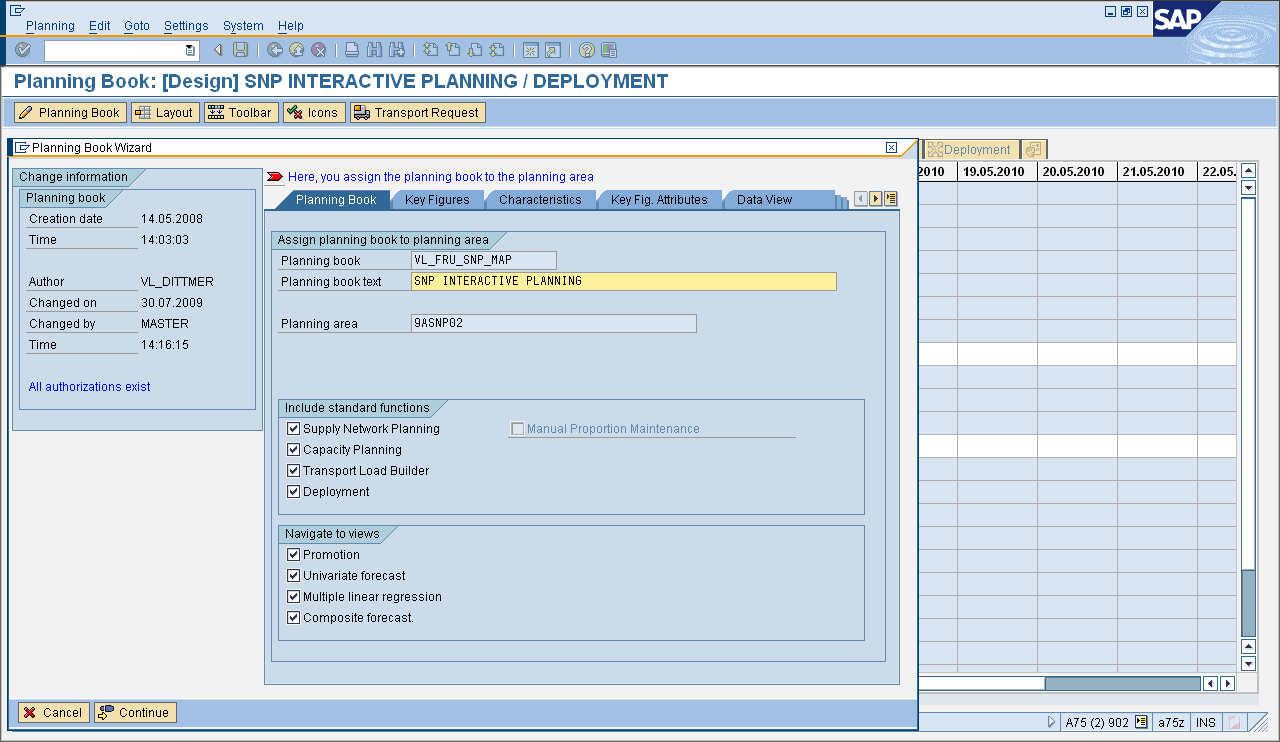 Planning Edit Goto Settings System Help
SAP
Planning Book: [Design] SNP INTERACTIVE PLANNING / DEPLOYMENT
Planning Book Layout Toolbar Icons Transport Request
Planning Book Wizard
Deployment
2010 19.05.2010 20.05.2010 21.05.2010 22.05.
Change information
Planning book
Creation date 14.05.2008
Time 14:03:03
Author VL_DITTMER
Changed on 30.07.2009
Changed by MASTER
Time 14:16:15
All authorizations exist
Here, you assign the planning book to the planning area
Planning Book Key Figures Characteristics Key Fig. Attributes Data View
Assign planning book to planning area
Planning book VL_FRU_SNP_MAP
Planning book text SNP INTERACTIVE PLANNING
Planning area 9ASNP02
Include standard functions
Supply Network Planning Manual Proportion Maintenance
Capacity Planning
Transport Load Builder
Deployment
Navigate to views
Promotion
Univariate forecast
Multiple linear regression
Composite forecast.
Cancel Continue
A75 (2) 902 a75z INS